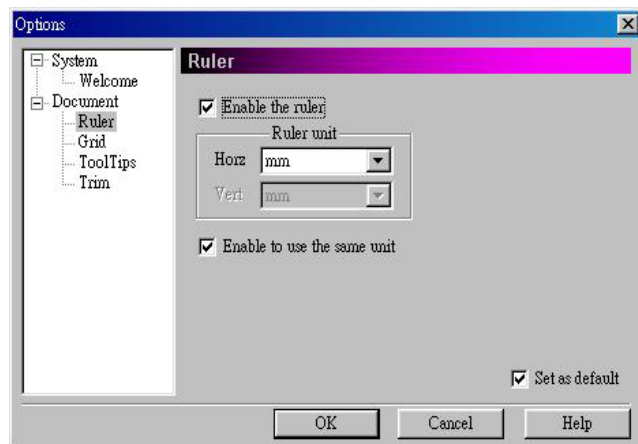 Options
System
Welcome
Document
Ruler
Grid
ToolTips
Trim
Ruler
Enable the ruler
Ruler unit
Horz mm
Vert mm
Enable to use the same unit
Set as default
OK Cancel Help